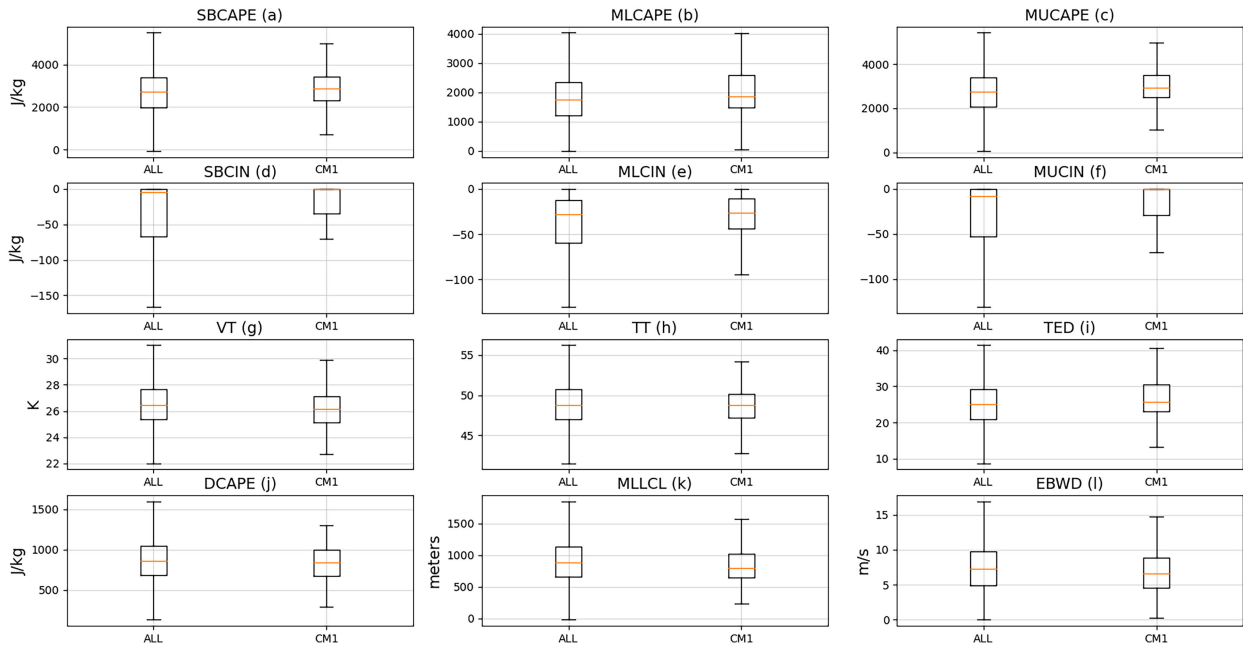 SBCAPE (a)
J/kg
4000
2000
0
ALL
CM1
MLCAPE (b)
4000
3000
2000
1000
0
ALL
CM1
MUCAPE (c)
4000
2000
0
ALL
CM1
SBCIN (d)
J/kg
0
−50
−100
−150
ALL
CM1
MLCIN (e)
0
−50
−100
ALL
CM1
MUCIN (f)
0
−50
−100
ALL
CM1
VT (g)
K
30
28
26
24
22
ALL
CM1
TT (h)
55
50
45
ALL
CM1
TED (i)
40
30
20
10
ALL
CM1
DCAPE (j)
J/kg
1500
1000
500
ALL
CM1
MLLCL (k)
meters
1500
1000
500
0
ALL
CM1
EBWD (l)
m/s
15
10
5
0
ALL
CM1